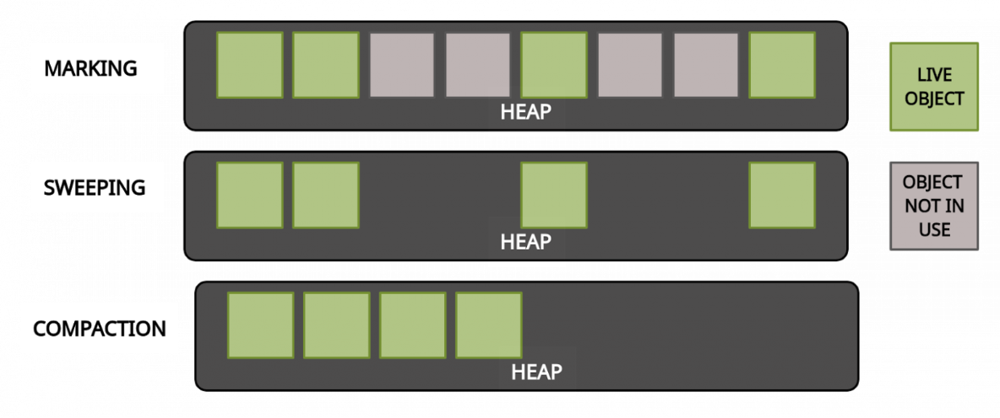 MARKING
HEAP
LIVE
OBJECT
SWEEPING
HEAP
OBJECT
NOT IN
USE
COMPACTION
HEAP